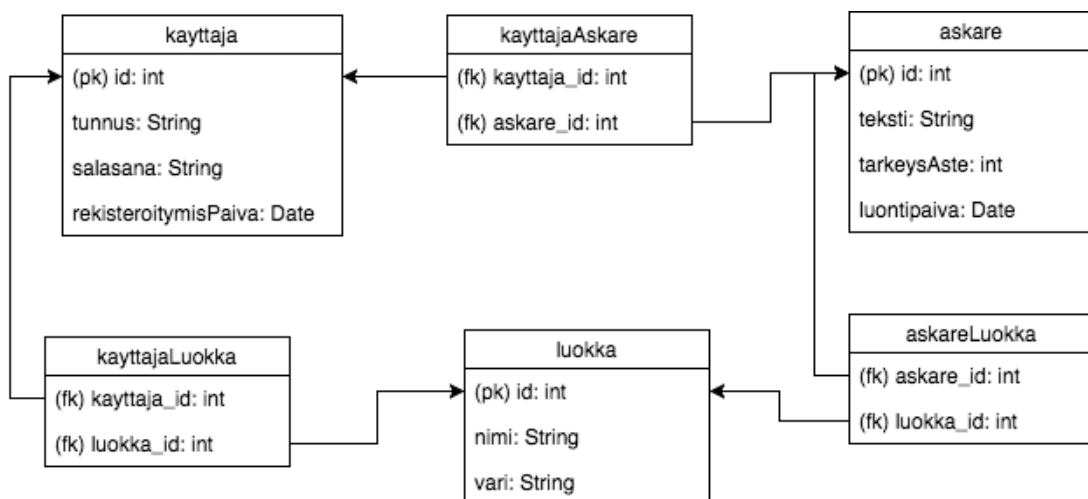 kayttaja
(pk) id: int
tunnus: String
salasana: String
rekisteroitymisPaiva: Date
kayttajaAskare
(fk) kayttaja_id: int
(fk) askare_id: int
askare
(pk) id: int
teksti: String
tarkeysAste: int
luontipaiva: Date
kayttajaLuokka
(fk) kayttaja_id: int
(fk) luokka_id: int
luokka
(pk) id: int
nimi: String
vari: String
askareLuokka
(fk) askare_id: int
(fk) luokka_id: int